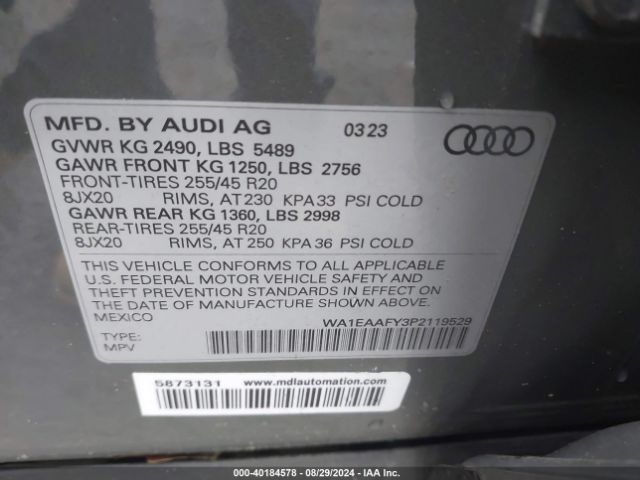 MFD. BY AUDI AG 03 23
GVWR KG 2490, LBS 5489
GAWR FRONT KG 1250, LBS 2756
FRONT-TIRES 255/45 R20
8JX20 RIMS, AT 230 KPA 33 PSI COLD
GAWR REAR KG 1360, LBS 2998
REAR-TIRES 255/45 R20
8JX20 RIMS, AT 250 KPA 36 PSI COLD
THIS VEHICLE CONFORMS TO ALL APPLICABLE
U.S. FEDERAL MOTOR VEHICLE SAFETY AND
THEFT PREVENTION STANDARDS IN EFFECT ON
THE DATE OF MANUFACTURE SHOWN ABOVE.
MEXICO WA1EAAFY3P2119529
TYPE:
MPV
5873131 www.mdlautomation.com
000-40184578 - 08/29/2024 - IAA Inc.